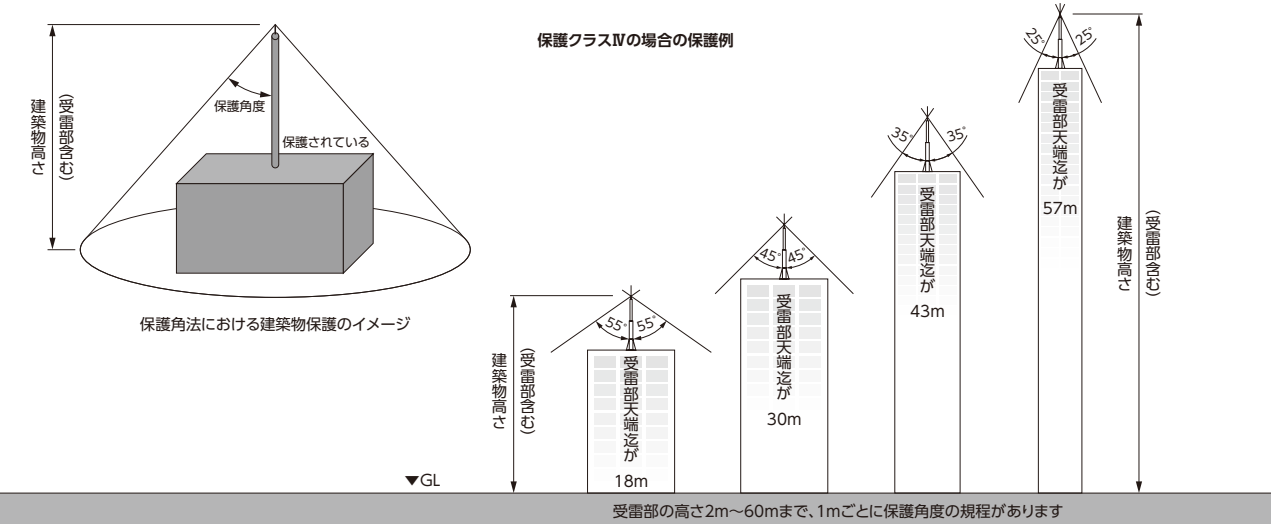 保護クラスⅣの場合の保護例
建築物高さ
(受雷部含む)
保護角度
保護されている
保護角法における建築物保護のイメージ
建築物高さ
(受雷部含む)
55° 55°
受雷部天端迄が
18m
45° 45°
受雷部天端迄が
30m
35° 35°
受雷部天端迄が
43m
25° 25°
受雷部天端迄が
57m
建築物高さ
(受雷部含む)
▼GL
受雷部の高さ2m〜60mまで、1mごとに保護角度の規程があります